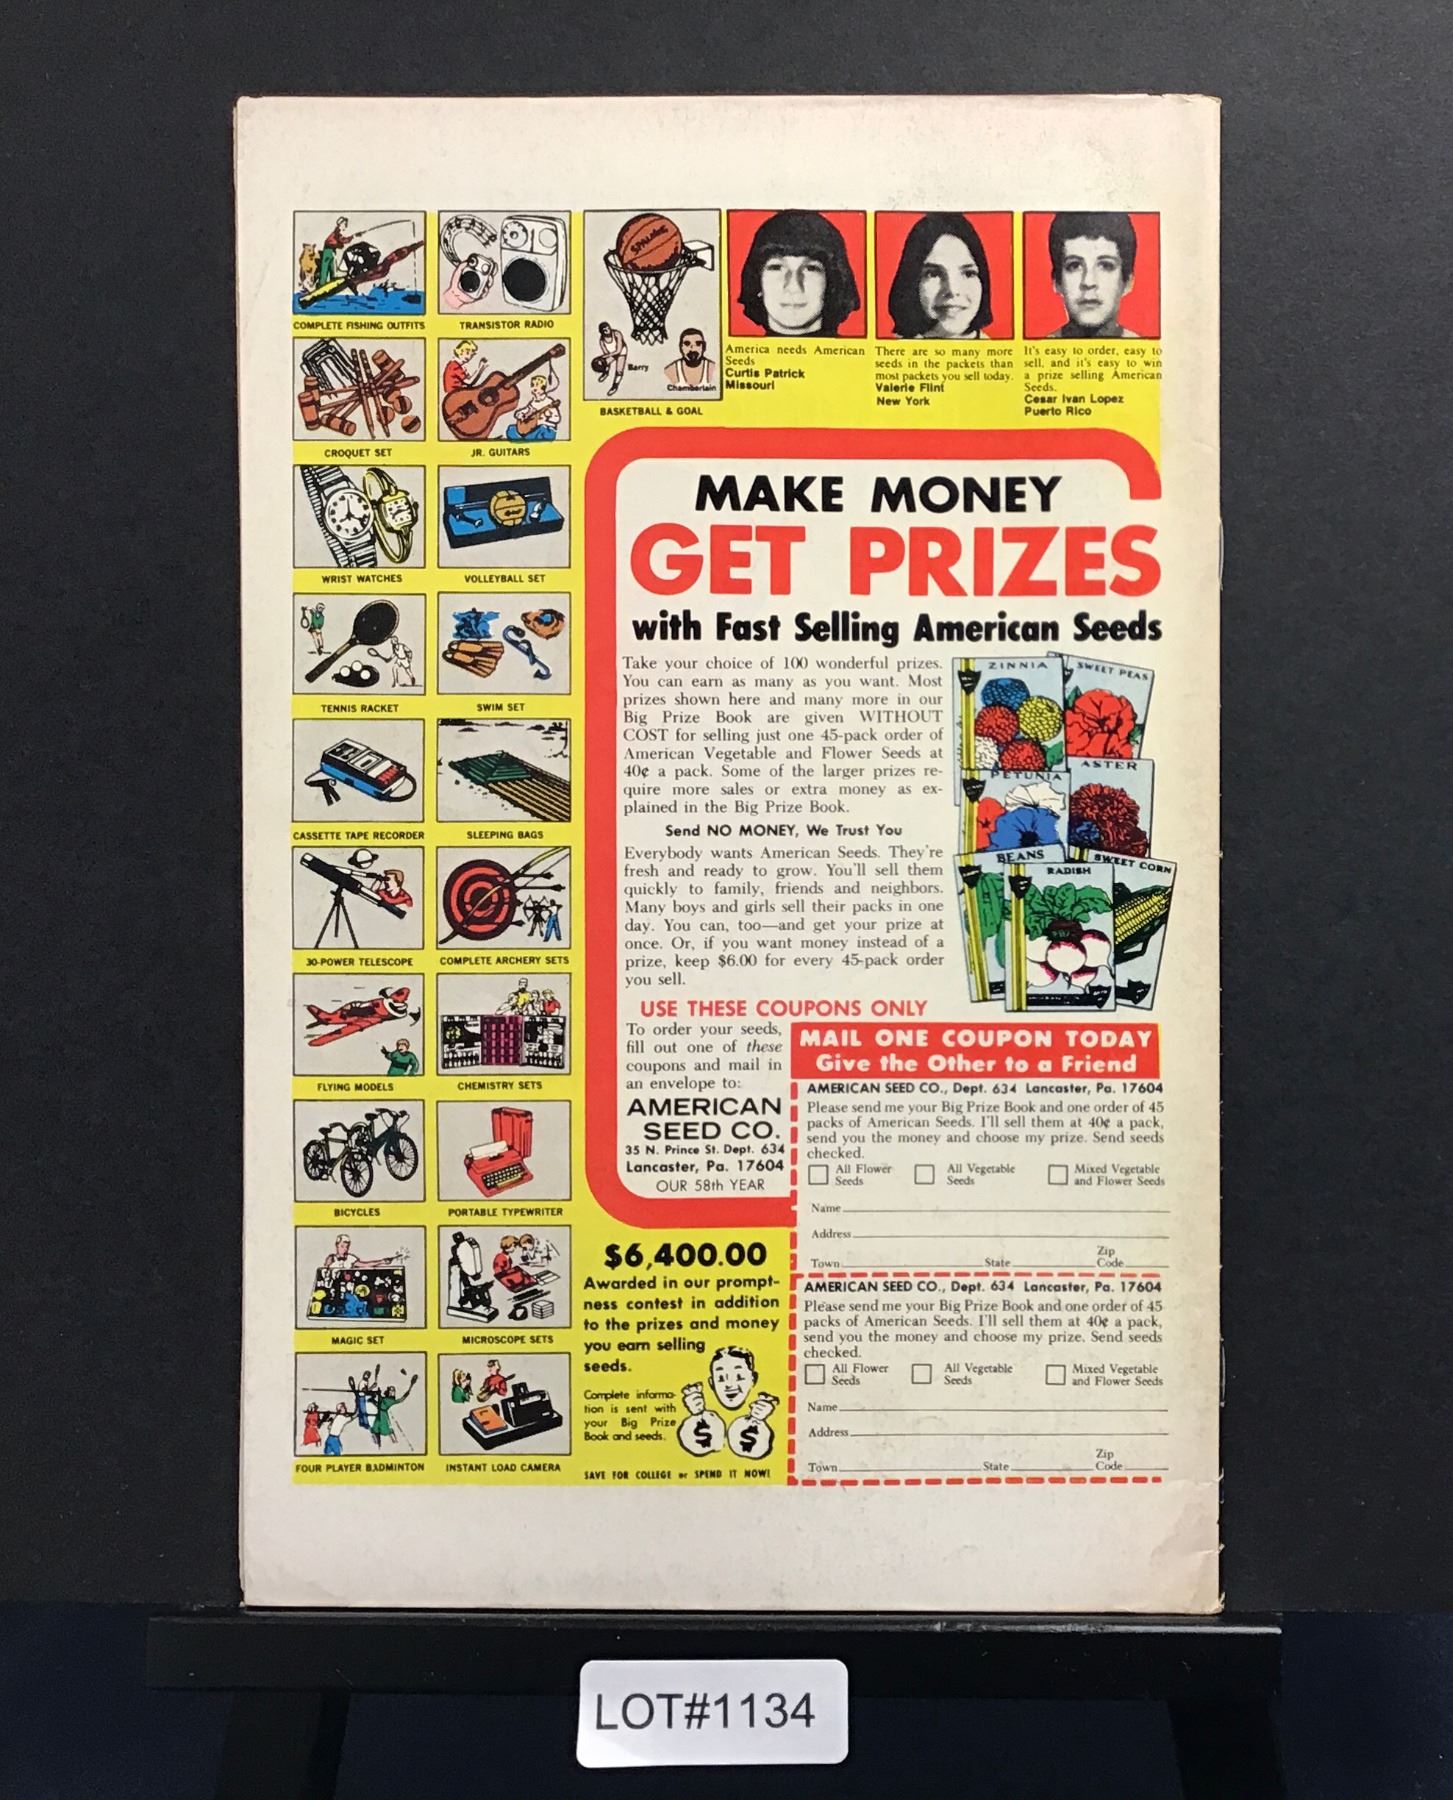 SPALDING
Barry
Chamberlain
COMPLETE FISHING OUTFITS
TRANSISTOR RADIO
BASKETBALL & GOAL
CROQUET SET
JR. GUITARS
WRIST WATCHES
VOLLEYBALL SET
TENNIS RACKET
SWIM SET
CASSETTE TAPE RECORDER
SLEEPING BAGS
30-POWER TELESCOPE
COMPLETE ARCHERY SETS
FLYING MODELS
CHEMISTRY SETS
BICYCLES
PORTABLE TYPEWRITER
MAGIC SET
MICROSCOPE SETS
FOUR PLAYER BADMINTON
INSTANT LOAD CAMERA
America needs American
Seeds
Curtis Patrick
Missouri
There are so many more
seeds in the packets than
most packets you sell today.
Valerie Flint
New York
It's easy to order, easy to
sell, and it's easy to win
a prize selling American
Seeds.
Cesar Ivan Lopez
Puerto Rico
MAKE MONEY
GET PRIZES
with Fast Selling American Seeds
Take your choice of 100 wonderful prizes.
You can earn as many as you want. Most
prizes shown here and many more in our
Big Prize Book are given WITHOUT
COST for selling just one 45-pack order of
American Vegetable and Flower Seeds at
40¢ a pack. Some of the larger prizes re-
quire more sales or extra money as ex-
plained in the Big Prize Book.
Send NO MONEY, We Trust You
Everybody wants American Seeds. They're
fresh and ready to grow. You'll sell them
quickly to family, friends and neighbors.
Many boys and girls sell their packs in one
day. You can, too—and get your prize at
once. Or, if you want money instead of a
prize, keep $6.00 for every 45-pack order
you sell.
ZINNIA
SWEET PEAS
PETUNIA
ASTER
BEANS
RADISH
SWEET CORN
USE THESE COUPONS ONLY
To order your seeds,
fill out one of these
coupons and mail in
an envelope to:
AMERICAN
SEED CO.
35 N. Prince St. Dept. 634
Lancaster, Pa. 17604
OUR 58th YEAR
MAIL ONE COUPON TODAY
Give the Other to a Friend
AMERICAN SEED CO., Dept. 634 Lancaster, Pa. 17604
Please send me your Big Prize Book and one order of 45
packs of American Seeds. I'll sell them at 40¢ a pack,
send you the money and choose my prize. Send seeds
checked.
All Flower Seeds
All Vegetable Seeds
Mixed Vegetable and Flower Seeds
Name
Address
Town State Zip Code
AMERICAN SEED CO., Dept. 634 Lancaster, Pa. 17604
Please send me your Big Prize Book and one order of 45
packs of American Seeds. I'll sell them at 40¢ a pack,
send you the money and choose my prize. Send seeds
checked.
All Flower Seeds
All Vegetable Seeds
Mixed Vegetable and Flower Seeds
Name
Address
Town State Zip Code
$6,400.00
Awarded in our prompt-
ness contest in addition
to the prizes and money
you earn selling
seeds.
Complete informa-
tion is sent with
your Big Prize
Book and seeds.
$ $
SAVE FOR COLLEGE or SPEND IT NOW!
LOT#1134